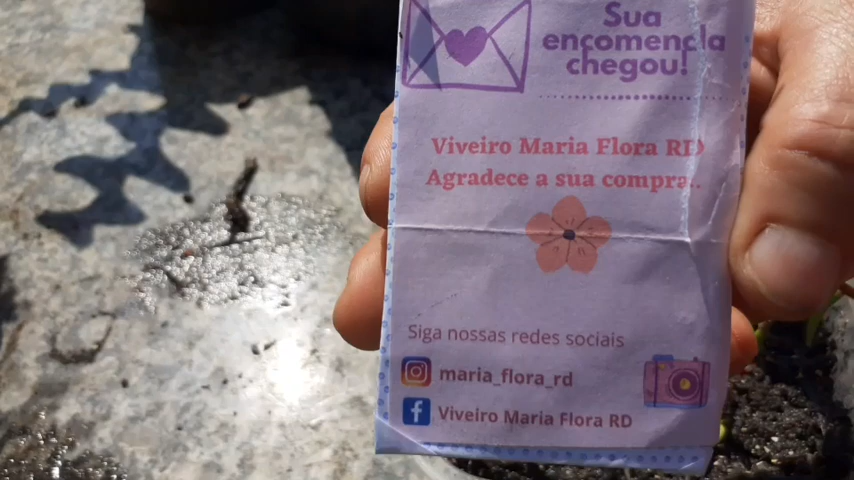 Sua
encomenda
chegou!
Viveiro Maria Flora RD
Agradece a sua compra..
Siga nossas redes sociais
maria_flora_rd
Viveiro Maria Flora RD